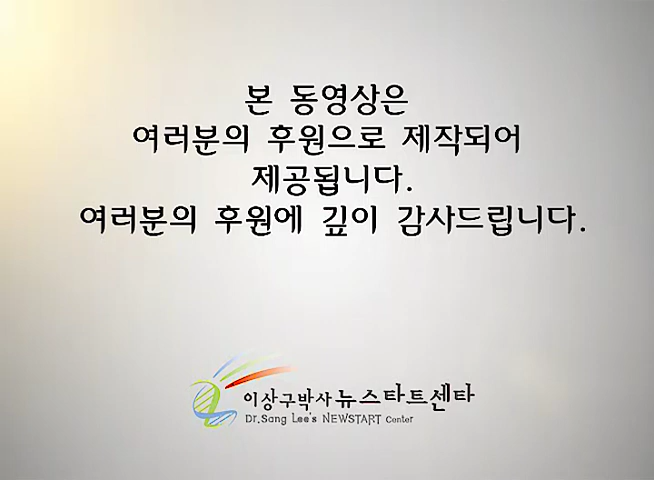 본 동영상은
여러분의 후원으로 제작되어
제공됩니다.
여러분의 후원에 깊이 감사드립니다.
이상구박사 뉴스타트센타
Dr.Sang Lee's NEWSTART Center